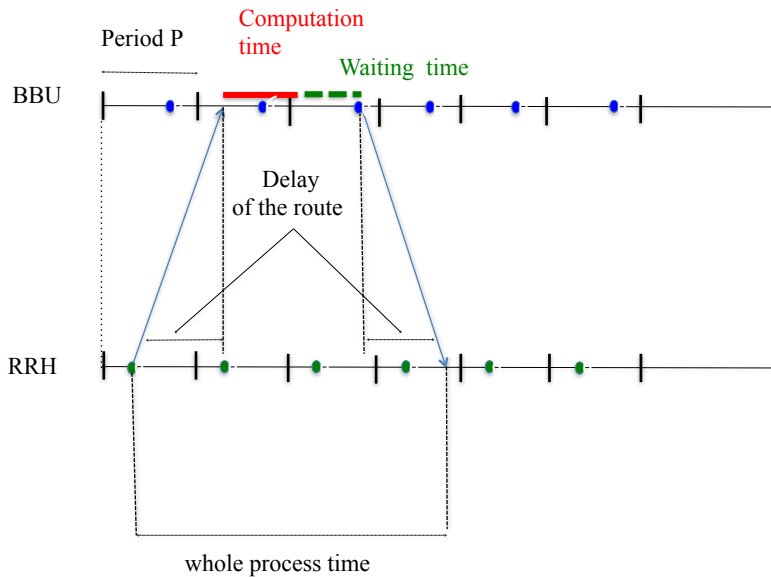 Computation
time
Period P
Waiting time
BBU
Delay
of the route
RRH
whole process time